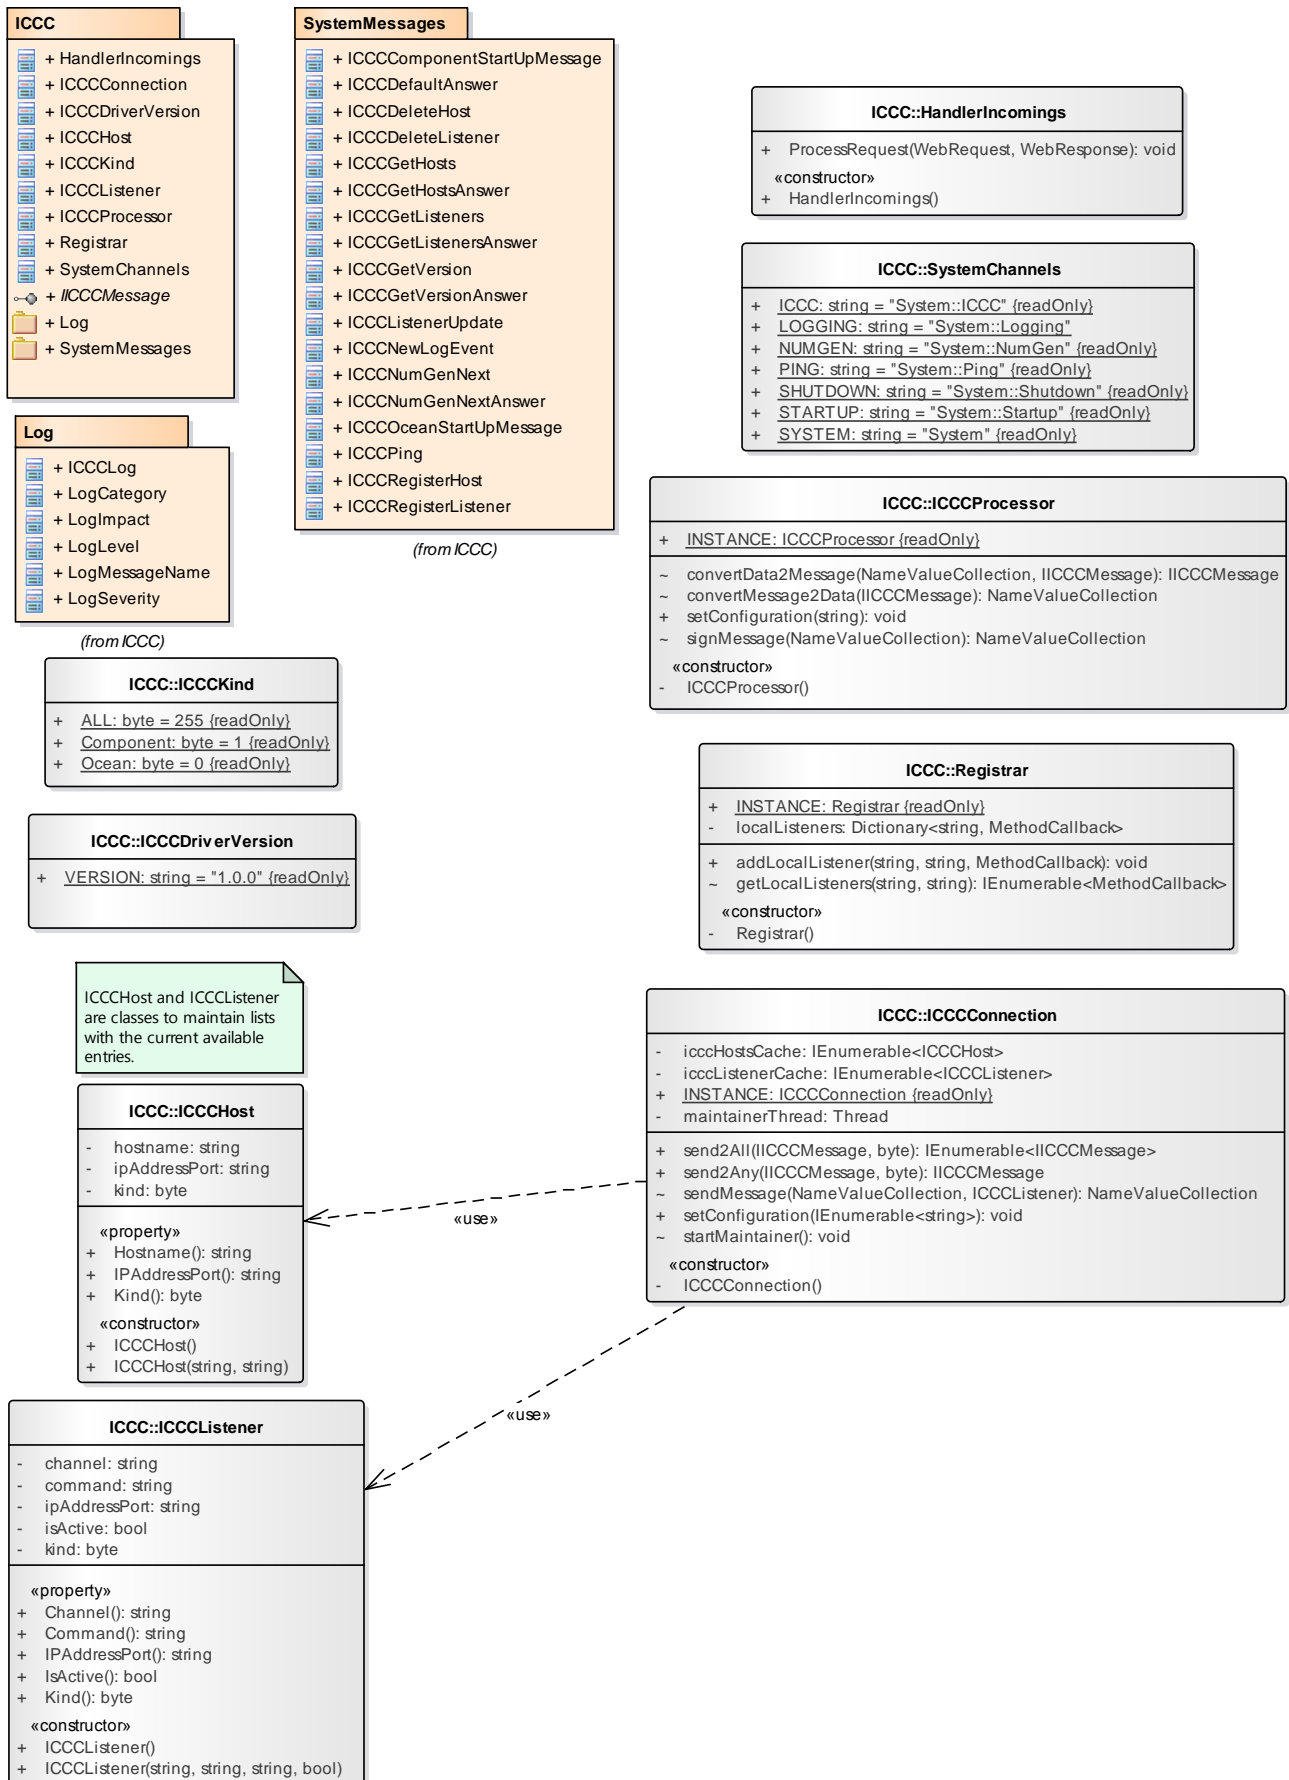 ICCC
+ HandlerIncomings
+ ICCCConnection
+ ICCCDriverVersion
+ ICCCHost
+ ICCCKind
+ ICCCListener
+ ICCCProcessor
+ Registrar
+ SystemChannels
+ IICCCMessage
+ Log
+ SystemMessages
Log
+ ICCCLog
+ LogCategory
+ LogImpact
+ LogLevel
+ LogMessageName
+ LogSeverity
(from ICCC)
SystemMessages
+ ICCCComponentStartUpMessage
+ ICCCDefaultAnswer
+ ICCCDeleteHost
+ ICCCDeleteListener
+ ICCCGetHosts
+ ICCCGetHostsAnswer
+ ICCCGetListeners
+ ICCCGetListenersAnswer
+ ICCCGetVersion
+ ICCCGetVersionAnswer
+ ICCCListenerUpdate
+ ICCCNewLogEvent
+ ICCCNumGenNext
+ ICCCNumGenNextAnswer
+ ICCCOceanStartUpMessage
+ ICCCPing
+ ICCCRegisterHost
+ ICCCRegisterListener
(from ICCC)
ICCC::HandlerIncomings
+ ProcessRequest(WebRequest, WebResponse): void
«constructor»
+ HandlerIncomings()
ICCC::SystemChannels
+ ICCC: string = "System::ICCC" {readOnly}
+ LOGGING: string = "System::Logging"
+ NUMGEN: string = "System::NumGen" {readOnly}
+ PING: string = "System::Ping" {readOnly}
+ SHUTDOWN: string = "System::Shutdown" {readOnly}
+ STARTUP: string = "System::Startup" {readOnly}
+ SYSTEM: string = "System" {readOnly}
ICCC::ICCCProcessor
+ INSTANCE: ICCCProcessor {readOnly}
~ convertData2Message(NameValueCollection, IICCCMessage): IICCCMessage
~ convertMessage2Data(IICCCMessage): NameValueCollection
+ setConfiguration(string): void
~ signMessage(NameValueCollection): NameValueCollection
«constructor»
- ICCCProcessor()
ICCC::ICCCKind
+ ALL: byte = 255 {readOnly}
+ Component: byte = 1 {readOnly}
+ Ocean: byte = 0 {readOnly}
ICCC::ICCCDriverVersion
+ VERSION: string = "1.0.0" {readOnly}
ICCC::Registrar
+ INSTANCE: Registrar {readOnly}
- localListeners: Dictionary<string, MethodCallback>
+ addLocalListener(string, string, MethodCallback): void
~ getLocalListeners(string, string): IEnumerable<MethodCallback>
«constructor»
- Registrar()
ICCCHost and ICCCListener
are classes to maintain lists
with the current available
entries.
ICCC::ICCCHost
- hostname: string
- ipAddressPort: string
- kind: byte
«property»
+ Hostname(): string
+ IPAddressPort(): string
+ Kind(): byte
«constructor»
+ ICCCHost()
+ ICCCHost(string, string)
ICCC::ICCCConnection
- icccHostsCache: IEnumerable<ICCCHost>
- icccListenerCache: IEnumerable<ICCCListener>
+ INSTANCE: ICCCConnection {readOnly}
- maintainerThread: Thread
+ send2All(IICCCMessage, byte): IEnumerable<IICCCMessage>
+ send2Any(IICCCMessage, byte): IICCCMessage
~ sendMessage(NameValueCollection, ICCCListener): NameValueCollection
+ setConfiguration(IEnumerable<string>): void
~ startMaintainer(): void
«constructor»
- ICCCConnection()
«use»
«use»
ICCC::ICCCListener
- channel: string
- command: string
- ipAddressPort: string
- isActive: bool
- kind: byte
«property»
+ Channel(): string
+ Command(): string
+ IPAddressPort(): string
+ IsActive(): bool
+ Kind(): byte
«constructor»
+ ICCCListener()
+ ICCCListener(string, string, string, bool)